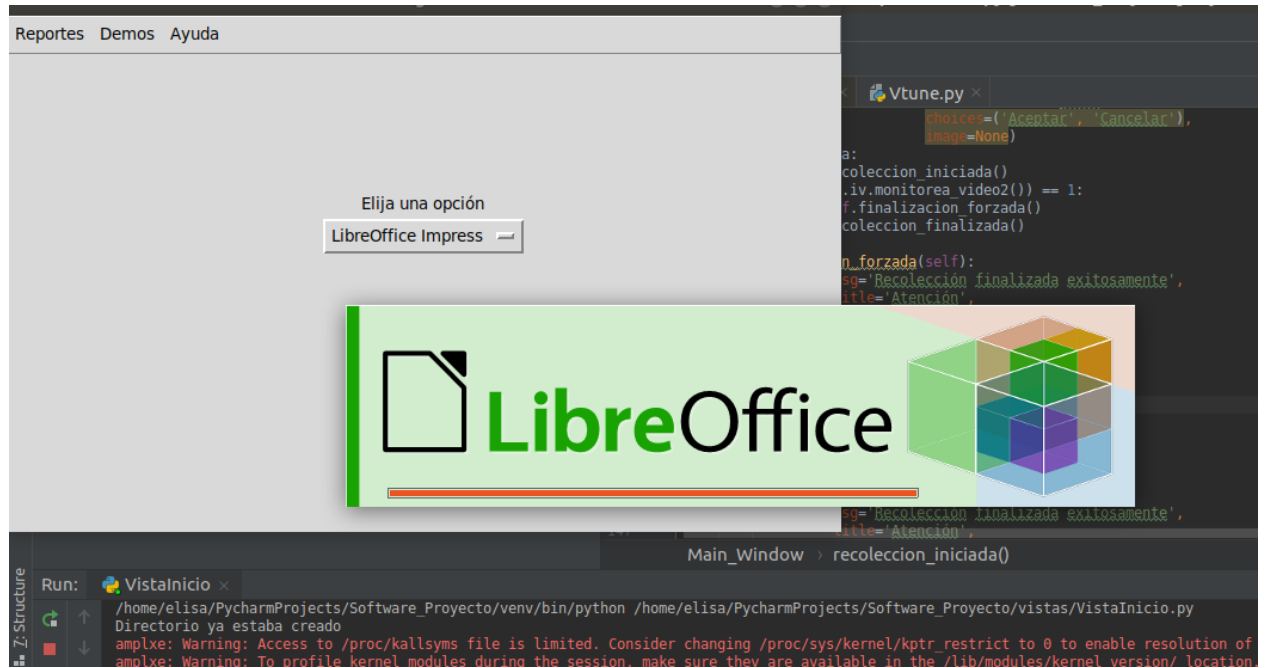 Reportes Demos Ayuda
Vtune.py
choices=('Aceptar', 'Cancelar'),
image=None)
a:
coleccion_iniciada()
.iv.monitorea_video2()) == 1:
f.finalizacion_forzada()
coleccion_finalizada()
Elija una opción
LibreOffice Impress
n_forzada(self):
sg='Recolección finalizada exitosamente',
itle='Atención',
LibreOffice
sg='Recolección finalizada exitosamente',
title='Atención',
Main_Window › recoleccion_iniciada()
Z: Structure
Run: VistaInicio
/home/elisa/PycharmProjects/Software_Proyecto/venv/bin/python /home/elisa/PycharmProjects/Software_Proyecto/vistas/VistaInicio.py
Directorio ya estaba creado
amplxe: Warning: Access to /proc/kallsyms file is limited. Consider changing /proc/sys/kernel/kptr_restrict to 0 to enable resolution of
amplxe: Warning: To profile kernel modules during the session, make sure they are available in the /lib/modules/kernel_version/ location.